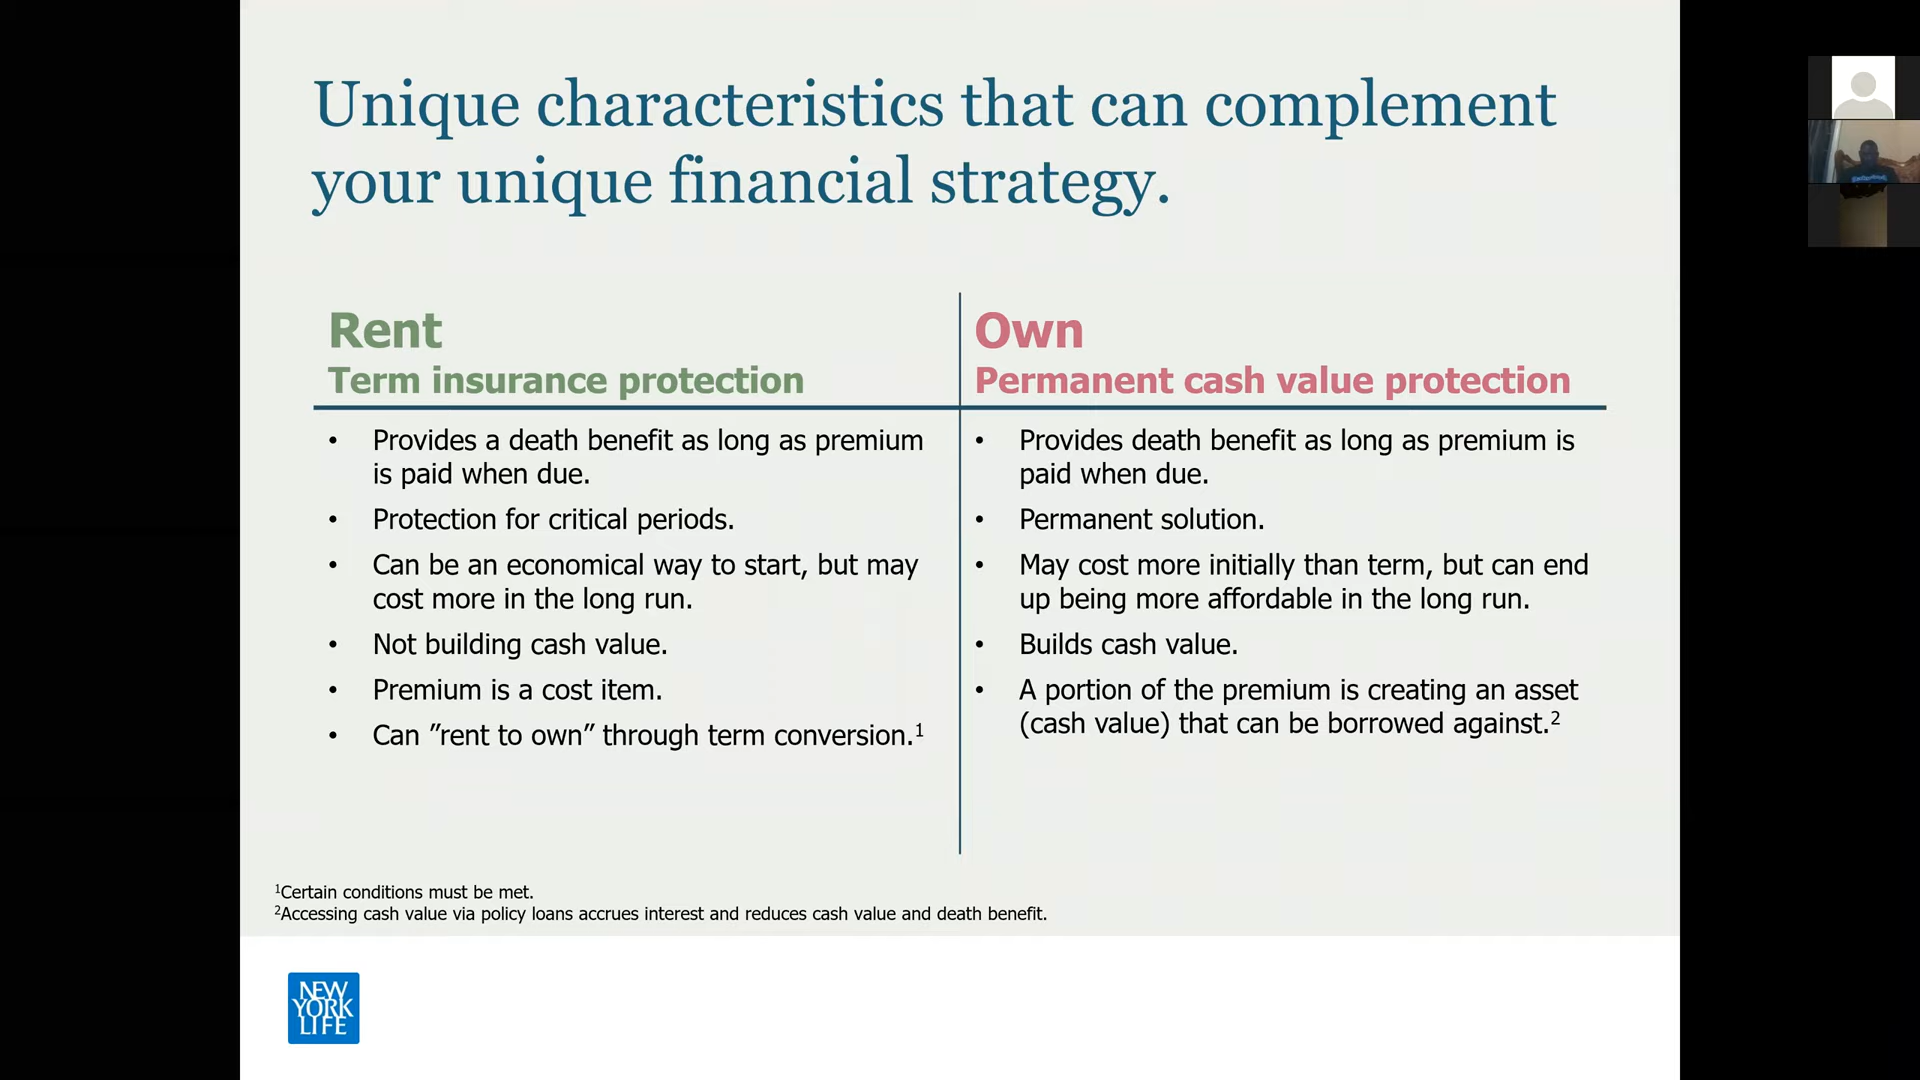 Unique characteristics that can complement
your unique financial strategy.
Rent
Term insurance protection
• Provides a death benefit as long as premium
is paid when due.
• Protection for critical periods.
• Can be an economical way to start, but may
cost more in the long run.
• Not building cash value.
• Premium is a cost item.
• Can ”rent to own” through term conversion.¹
Own
Permanent cash value protection
• Provides death benefit as long as premium is
paid when due.
• Permanent solution.
• May cost more initially than term, but can end
up being more affordable in the long run.
• Builds cash value.
• A portion of the premium is creating an asset
(cash value) that can be borrowed against.²
¹Certain conditions must be met.
²Accessing cash value via policy loans accrues interest and reduces cash value and death benefit.
NEW
YORK
LIFE